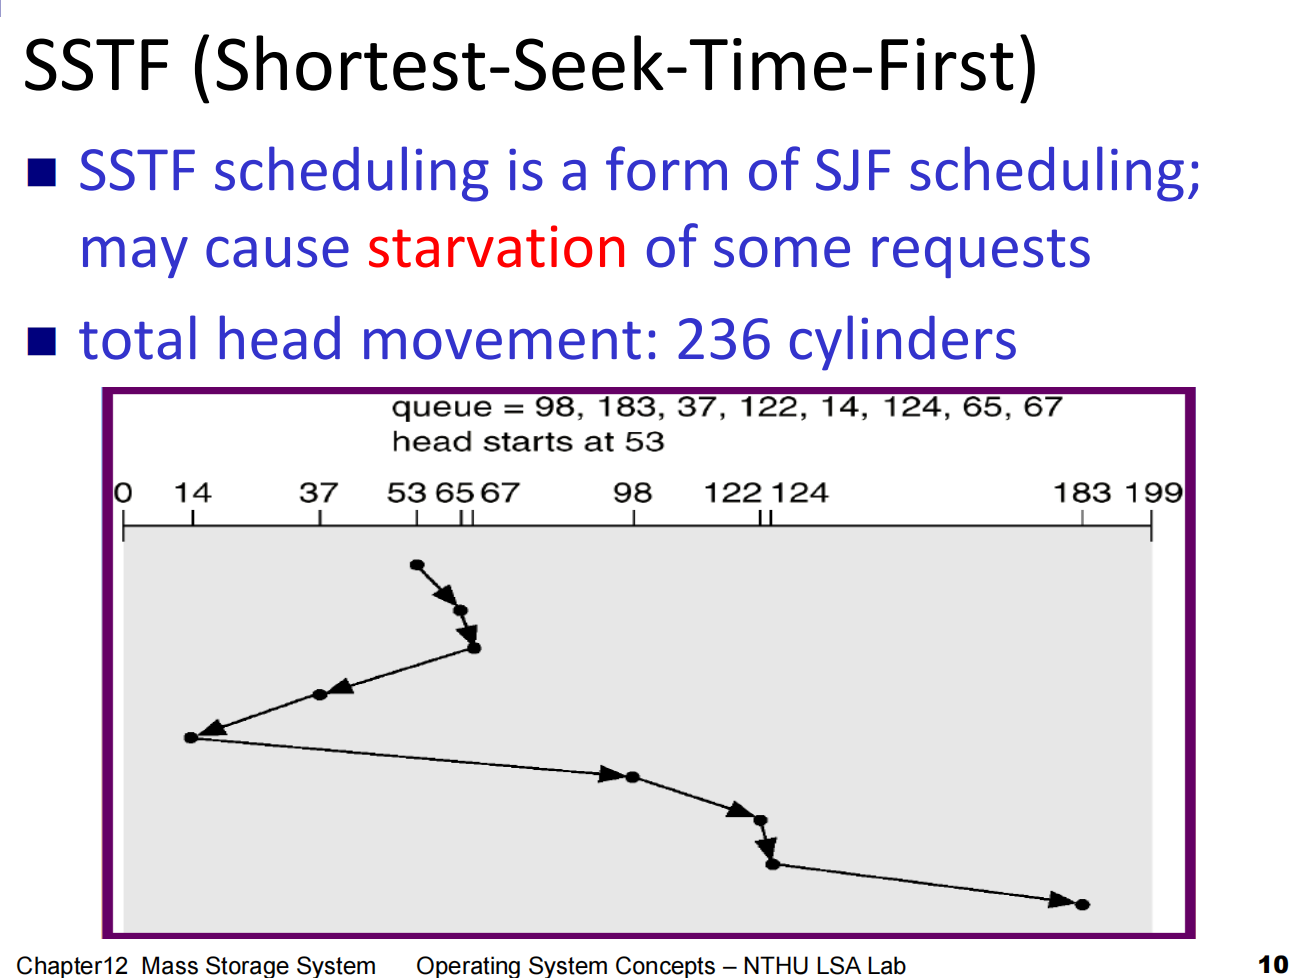 SSTF (Shortest-Seek-Time-First)
SSTF scheduling is a form of SJF scheduling;
may cause starvation of some requests
total head movement: 236 cylinders
queue = 98, 183, 37, 122, 14, 124, 65, 67
head starts at 53
0 14 37 53 65 67 98 122 124 183 199
Chapter12 Mass Storage System Operating System Concepts – NTHU LSA Lab 10